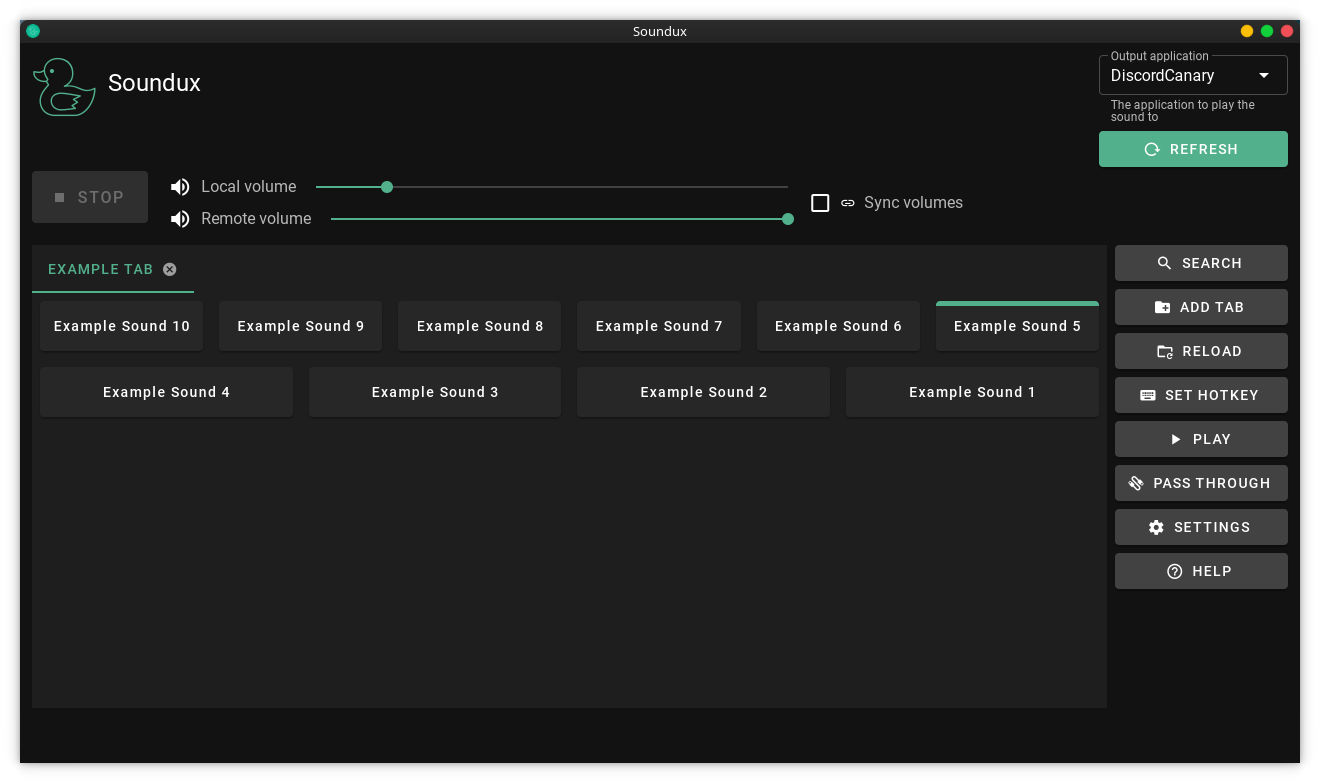 Soundux
Soundux
Output application
DiscordCanary
The application to play the
sound to
REFRESH
STOP
Local volume
Remote volume
Sync volumes
EXAMPLE TAB
Example Sound 10
Example Sound 9
Example Sound 8
Example Sound 7
Example Sound 6
Example Sound 5
Example Sound 4
Example Sound 3
Example Sound 2
Example Sound 1
SEARCH
ADD TAB
RELOAD
SET HOTKEY
PLAY
PASS THROUGH
SETTINGS
HELP